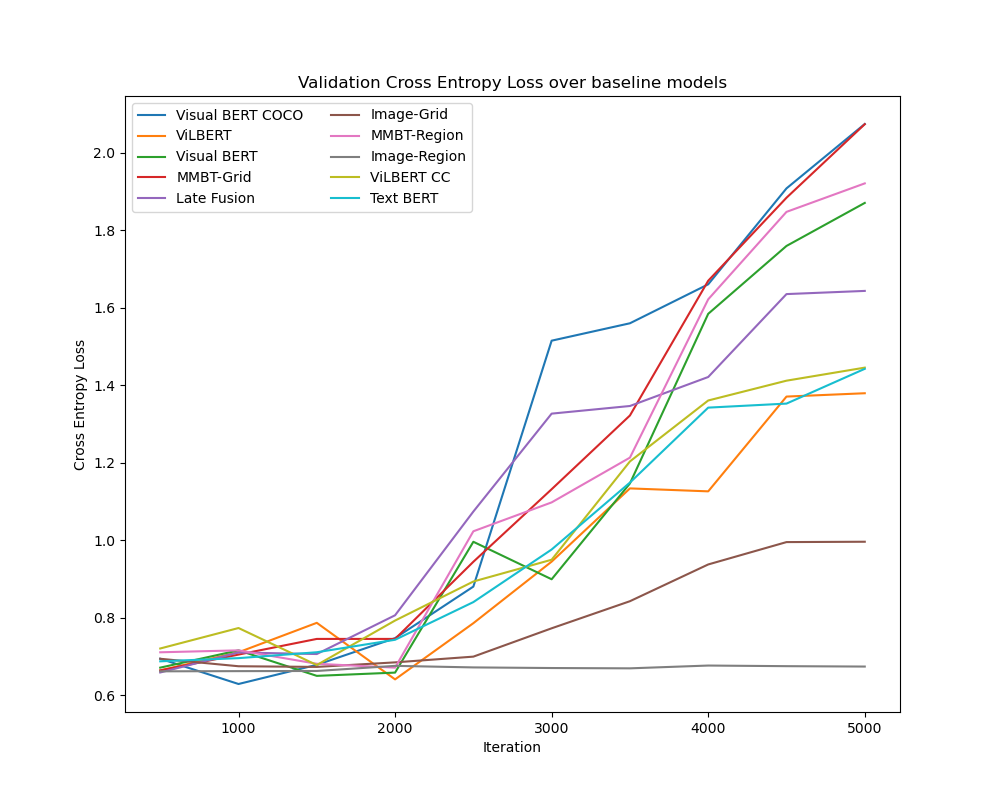 Validation Cross Entropy Loss over baseline models
Visual BERT COCO
ViLBERT
Visual BERT
MMBT-Grid
Late Fusion
Image-Grid
MMBT-Region
Image-Region
ViLBERT CC
Text BERT
Cross Entropy Loss
2.0
1.8
1.6
1.4
1.2
1.0
0.8
0.6
1000 2000 3000 4000 5000
Iteration